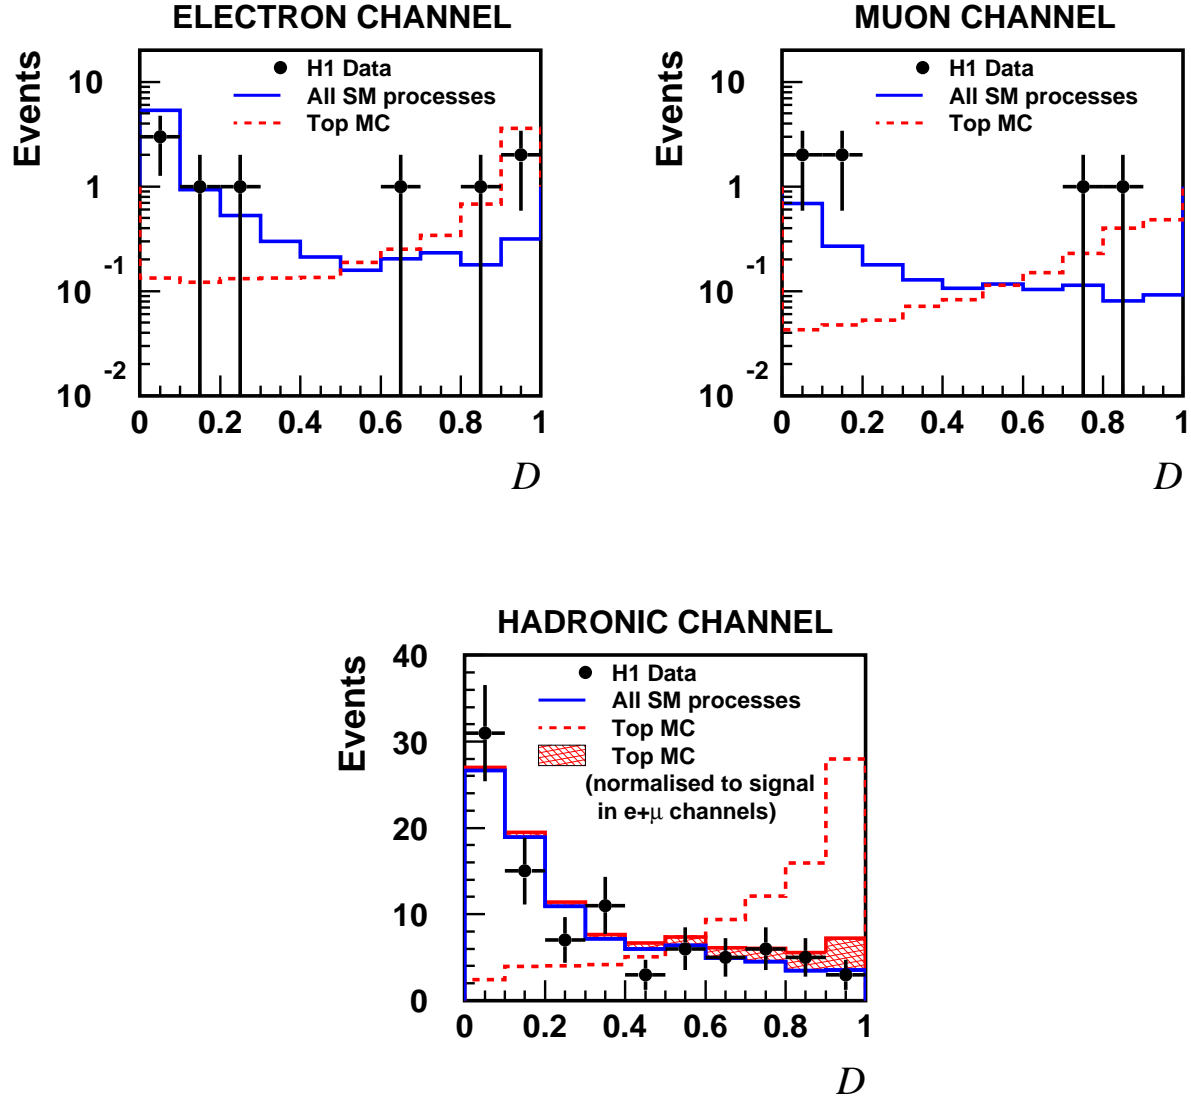 ELECTRON CHANNEL
Events
10
1
10 -1
10 -2
H1 Data
All SM processes
Top MC
0 0.2 0.4 0.6 0.8 1
D
MUON CHANNEL
Events
10
1
10 -1
10 -2
H1 Data
All SM processes
Top MC
0 0.2 0.4 0.6 0.8 1
D
HADRONIC CHANNEL
Events
40
30
20
10
0
H1 Data
All SM processes
Top MC
Top MC
(normalised to signal
in e+μ channels)
0 0.2 0.4 0.6 0.8 1
D